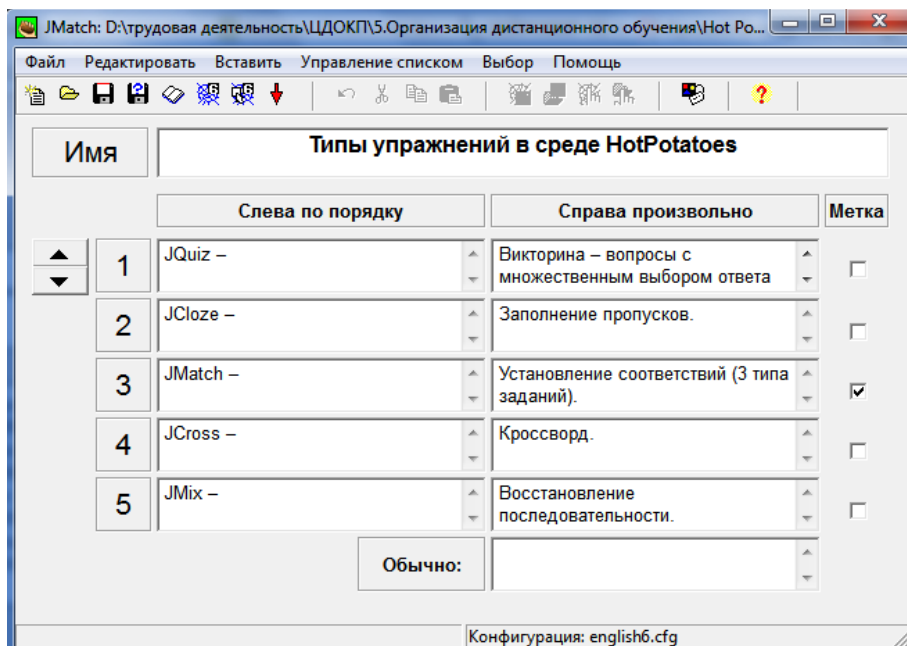 JMatch: D:\трудовая деятельность\ЦДОКП\5.Организация дистанционного обучения\Hot Po...
Файл Редактировать Вставить Управление списком Выбор Помощь
Имя Типы упражнений в среде HotPotatoes
Слева по порядку Справа произвольно Метка
1 JQuiz – Викторина – вопросы с
множественным выбором ответа
2 JCloze – Заполнение пропусков.
3 JMatch – Установление соответствий (3 типа
заданий).
4 JCross – Кроссворд.
5 JMix – Восстановление
последовательности.
Обычно:
Конфигурация: english6.cfg